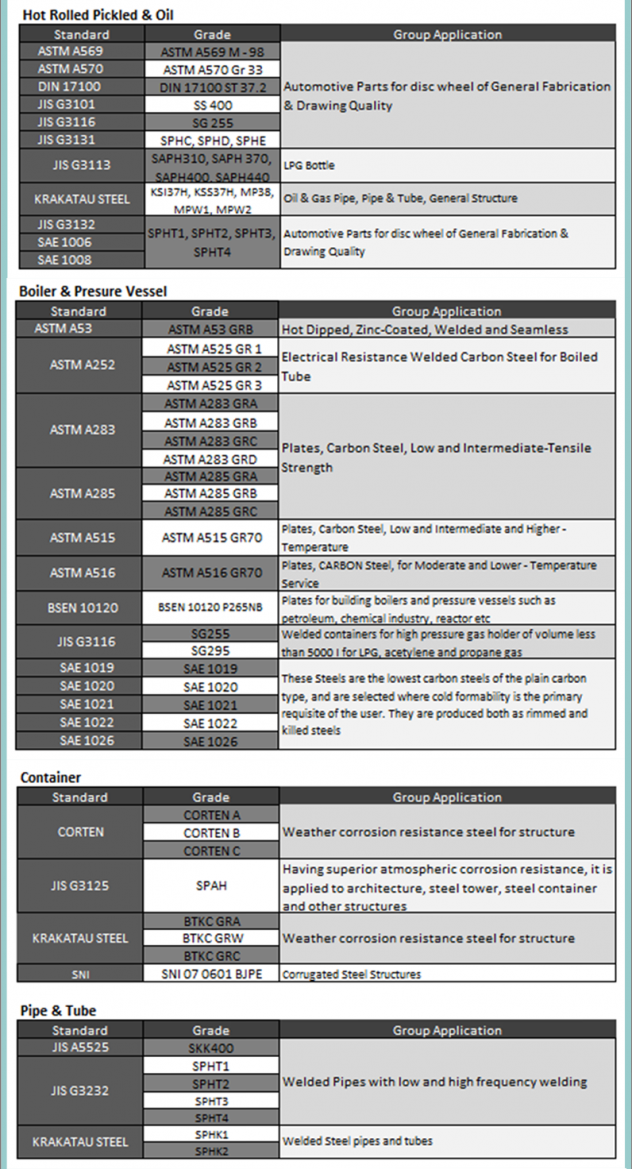 Hot Rolled Pickled & Oil
Standard Grade Group Application
ASTM A569 ASTM A569 M - 98
ASTM A570 ASTM A570 Gr 33
DIN 17100 DIN 17100 ST 37.2
JIS G3101 SS 400
JIS G3116 SG 255
JIS G3131 SPHC, SPHD, SPHE
Automotive Parts for disc wheel of General Fabrication
& Drawing Quality
JIS G3113
SAPH310, SAPH 370,
SAPH400, SAPH440
LPG Bottle
KRAKATAU STEEL
KSI37H, KSS37H, MP38,
MPW1, MPW2
Oil & Gas Pipe, Pipe & Tube, General Structure
JIS G3132
SAE 1006
SAE 1008
SPHT1, SPHT2, SPHT3,
SPHT4
Automotive Parts for disc wheel of General Fabrication &
Drawing Quality
Boiler & Presure Vessel
Standard Grade Group Application
ASTM A53 ASTM A53 GRB Hot Dipped, Zinc-Coated, Welded and Seamless
ASTM A252
ASTM A525 GR 1
ASTM A525 GR 2
ASTM A525 GR 3
Electrical Resistance Welded Carbon Steel for Boiled
Tube
ASTM A283
ASTM A283 GRA
ASTM A283 GRB
ASTM A283 GRC
ASTM A283 GRD
ASTM A285
ASTM A285 GRA
ASTM A285 GRB
ASTM A285 GRC
Plates, Carbon Steel, Low and Intermediate-Tensile
Strength
ASTM A515 ASTM A515 GR70
Plates, Carbon Steel, Low and Intermediate and Higher -
Temperature
ASTM A516 ASTM A516 GR70
Plates, CARBON Steel, for Moderate and Lower - Temperature
Service
BSEN 10120 BSEN 10120 P265NB
Plates for building boilers and pressure vessels such as
petroleum, chemical industry, reactor etc
JIS G3116
SG255
SG295
Welded containers for high pressure gas holder of volume less
than 5000 l for LPG, acetylene and propane gas
SAE 1019 SAE 1019
SAE 1020 SAE 1020
SAE 1021 SAE 1021
SAE 1022 SAE 1022
SAE 1026 SAE 1026
These Steels are the lowest carbon steels of the plain carbon
type, and are selected where cold formability is the primary
requisite of the user. They are produced both as rimmed and
killed steels
Container
Standard Grade Group Application
CORTEN
CORTEN A
CORTEN B
CORTEN C
Weather corrosion resistance steel for structure
JIS G3125 SPAH
Having superior atmospheric corrosion resistance, it is
applied to architecture, steel tower, steel container
and other structures
KRAKATAU STEEL
BTKC GRA
BTKC GRW
BTKC GRC
Weather corrosion resistance steel for structure
SNI SNI 07 0601 BJPE Corrugated Steel Structures
Pipe & Tube
Standard Grade Group Application
JIS A5525 SKK400
JIS G3232
SPHT1
SPHT2
SPHT3
SPHT4
Welded Pipes with low and high frequency welding
KRAKATAU STEEL
SPHK1
SPHK2
Welded Steel pipes and tubes